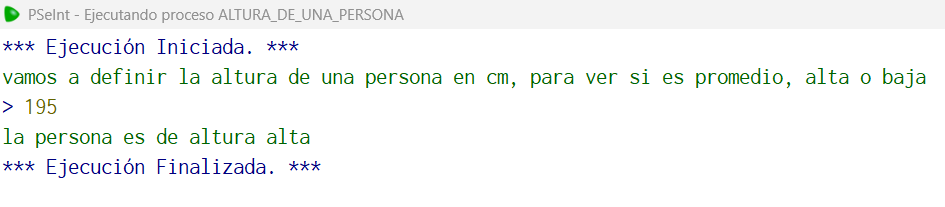 PSeInt - Ejecutando proceso ALTURA_DE_UNA_PERSONA
*** Ejecución Iniciada. ***
vamos a definir la altura de una persona en cm, para ver si es promedio, alta o baja
> 195
la persona es de altura alta
*** Ejecución Finalizada. ***